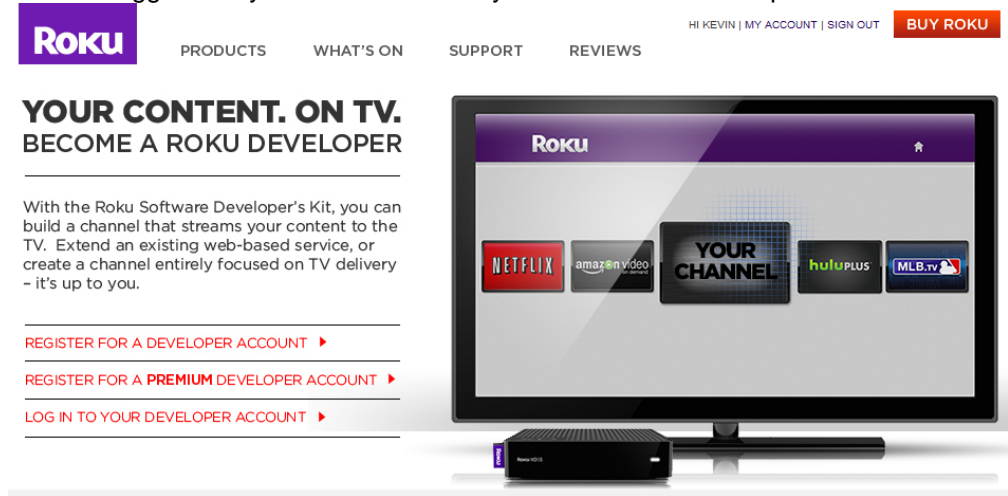 HI KEVIN | MY ACCOUNT | SIGN OUT
BUY ROKU
ROKU
PRODUCTS WHAT'S ON SUPPORT REVIEWS
YOUR CONTENT. ON TV.
BECOME A ROKU DEVELOPER
With the Roku Software Developer's Kit, you can
build a channel that streams your content to the
TV. Extend an existing web-based service, or
create a channel entirely focused on TV delivery
– it's up to you.
REGISTER FOR A DEVELOPER ACCOUNT
REGISTER FOR A PREMIUM DEVELOPER ACCOUNT
LOG IN TO YOUR DEVELOPER ACCOUNT
ROKU
NETFLIX
amazon video
on demand
YOUR
CHANNEL
huluPLUS
MLB.TV
ROKU
Roku XD|S